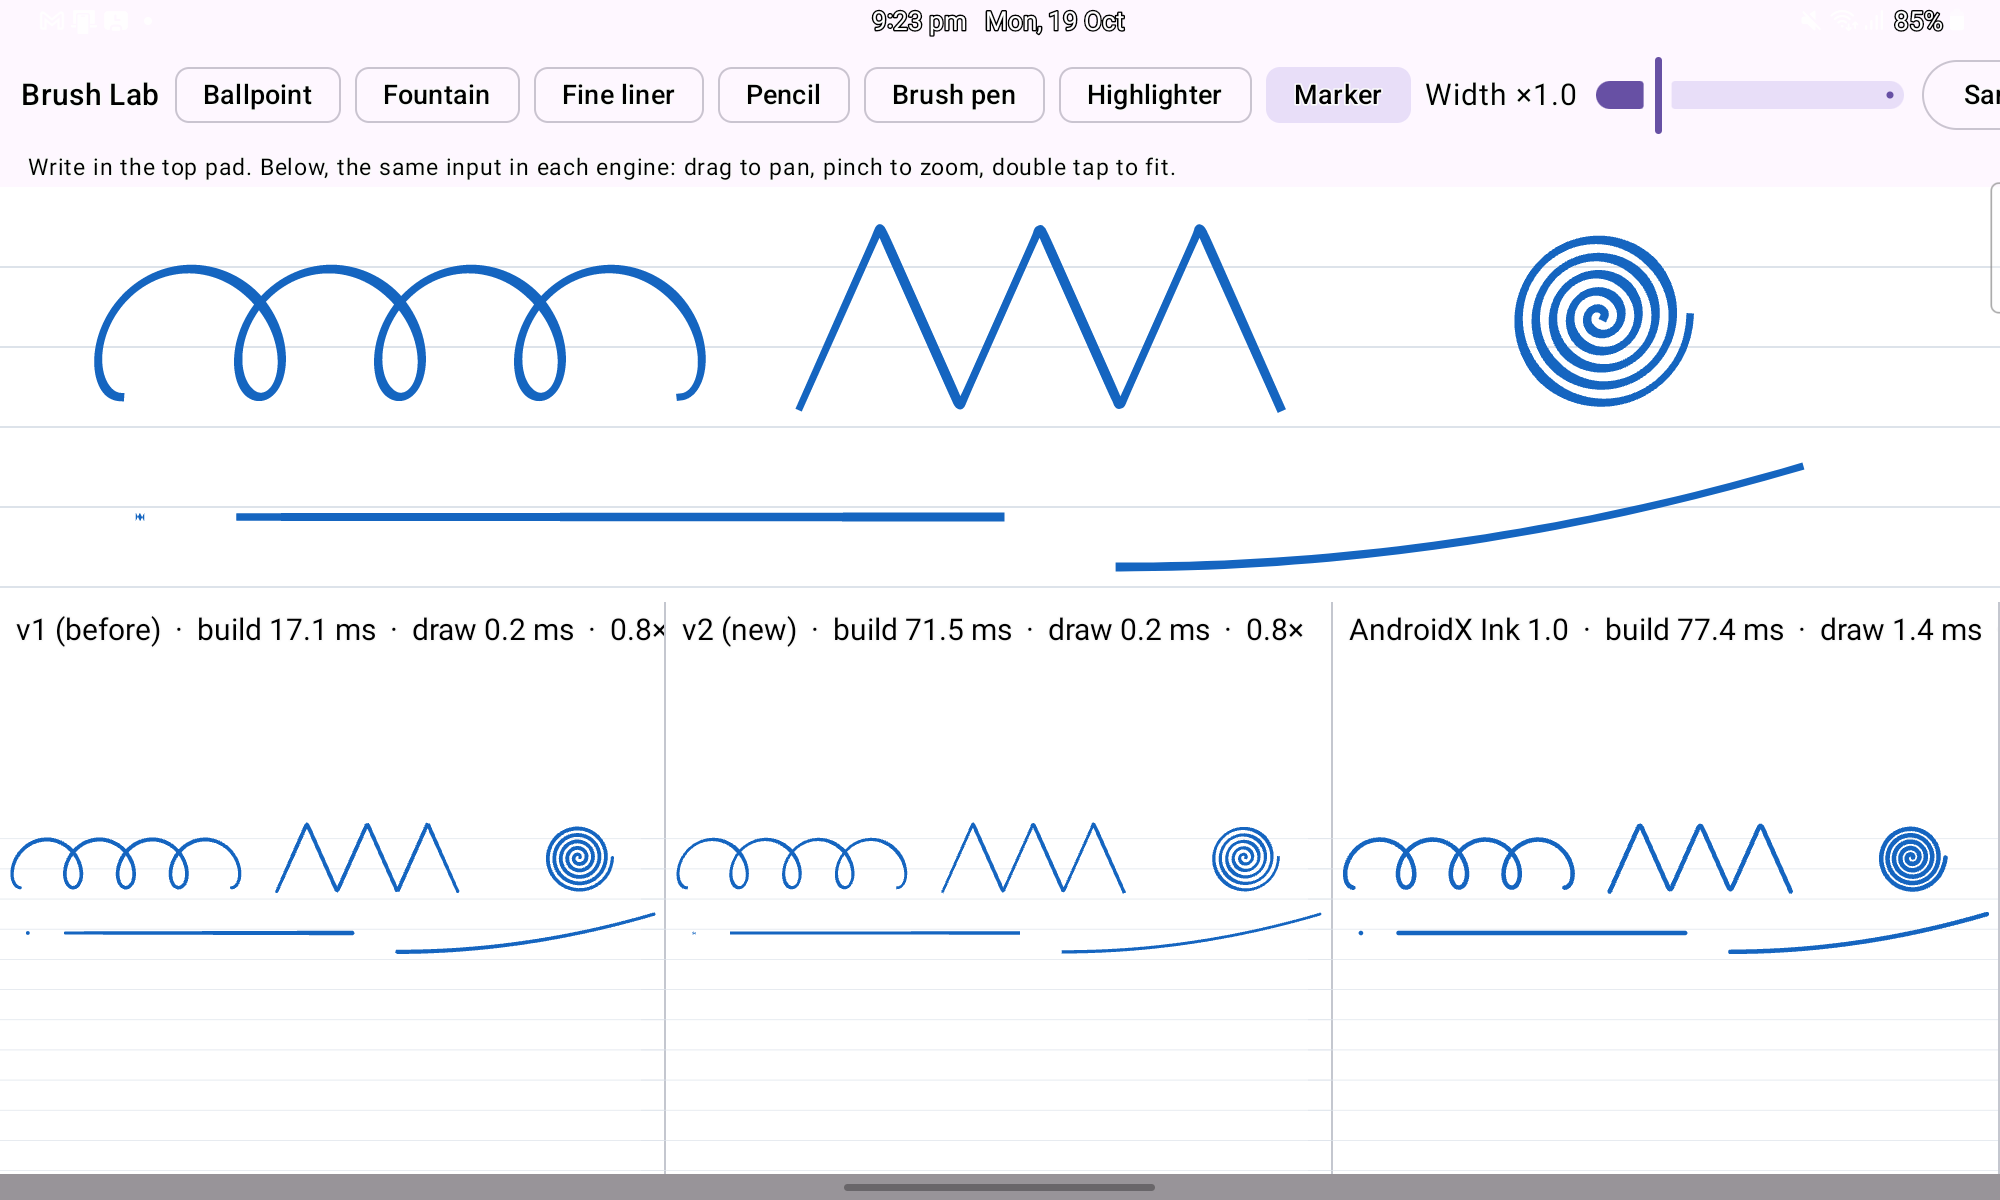 9:23 pm Mon, 19 Oct 85%
Brush Lab Ballpoint Fountain Fine liner Pencil Brush pen Highlighter Marker Width ×1.0
Write in the top pad. Below, the same input in each engine: drag to pan, pinch to zoom, double tap to fit.
v1 (before) · build 17.1 ms · draw 0.2 ms · 0.8×
v2 (new) · build 71.5 ms · draw 0.2 ms · 0.8×
AndroidX Ink 1.0 · build 77.4 ms · draw 1.4 ms